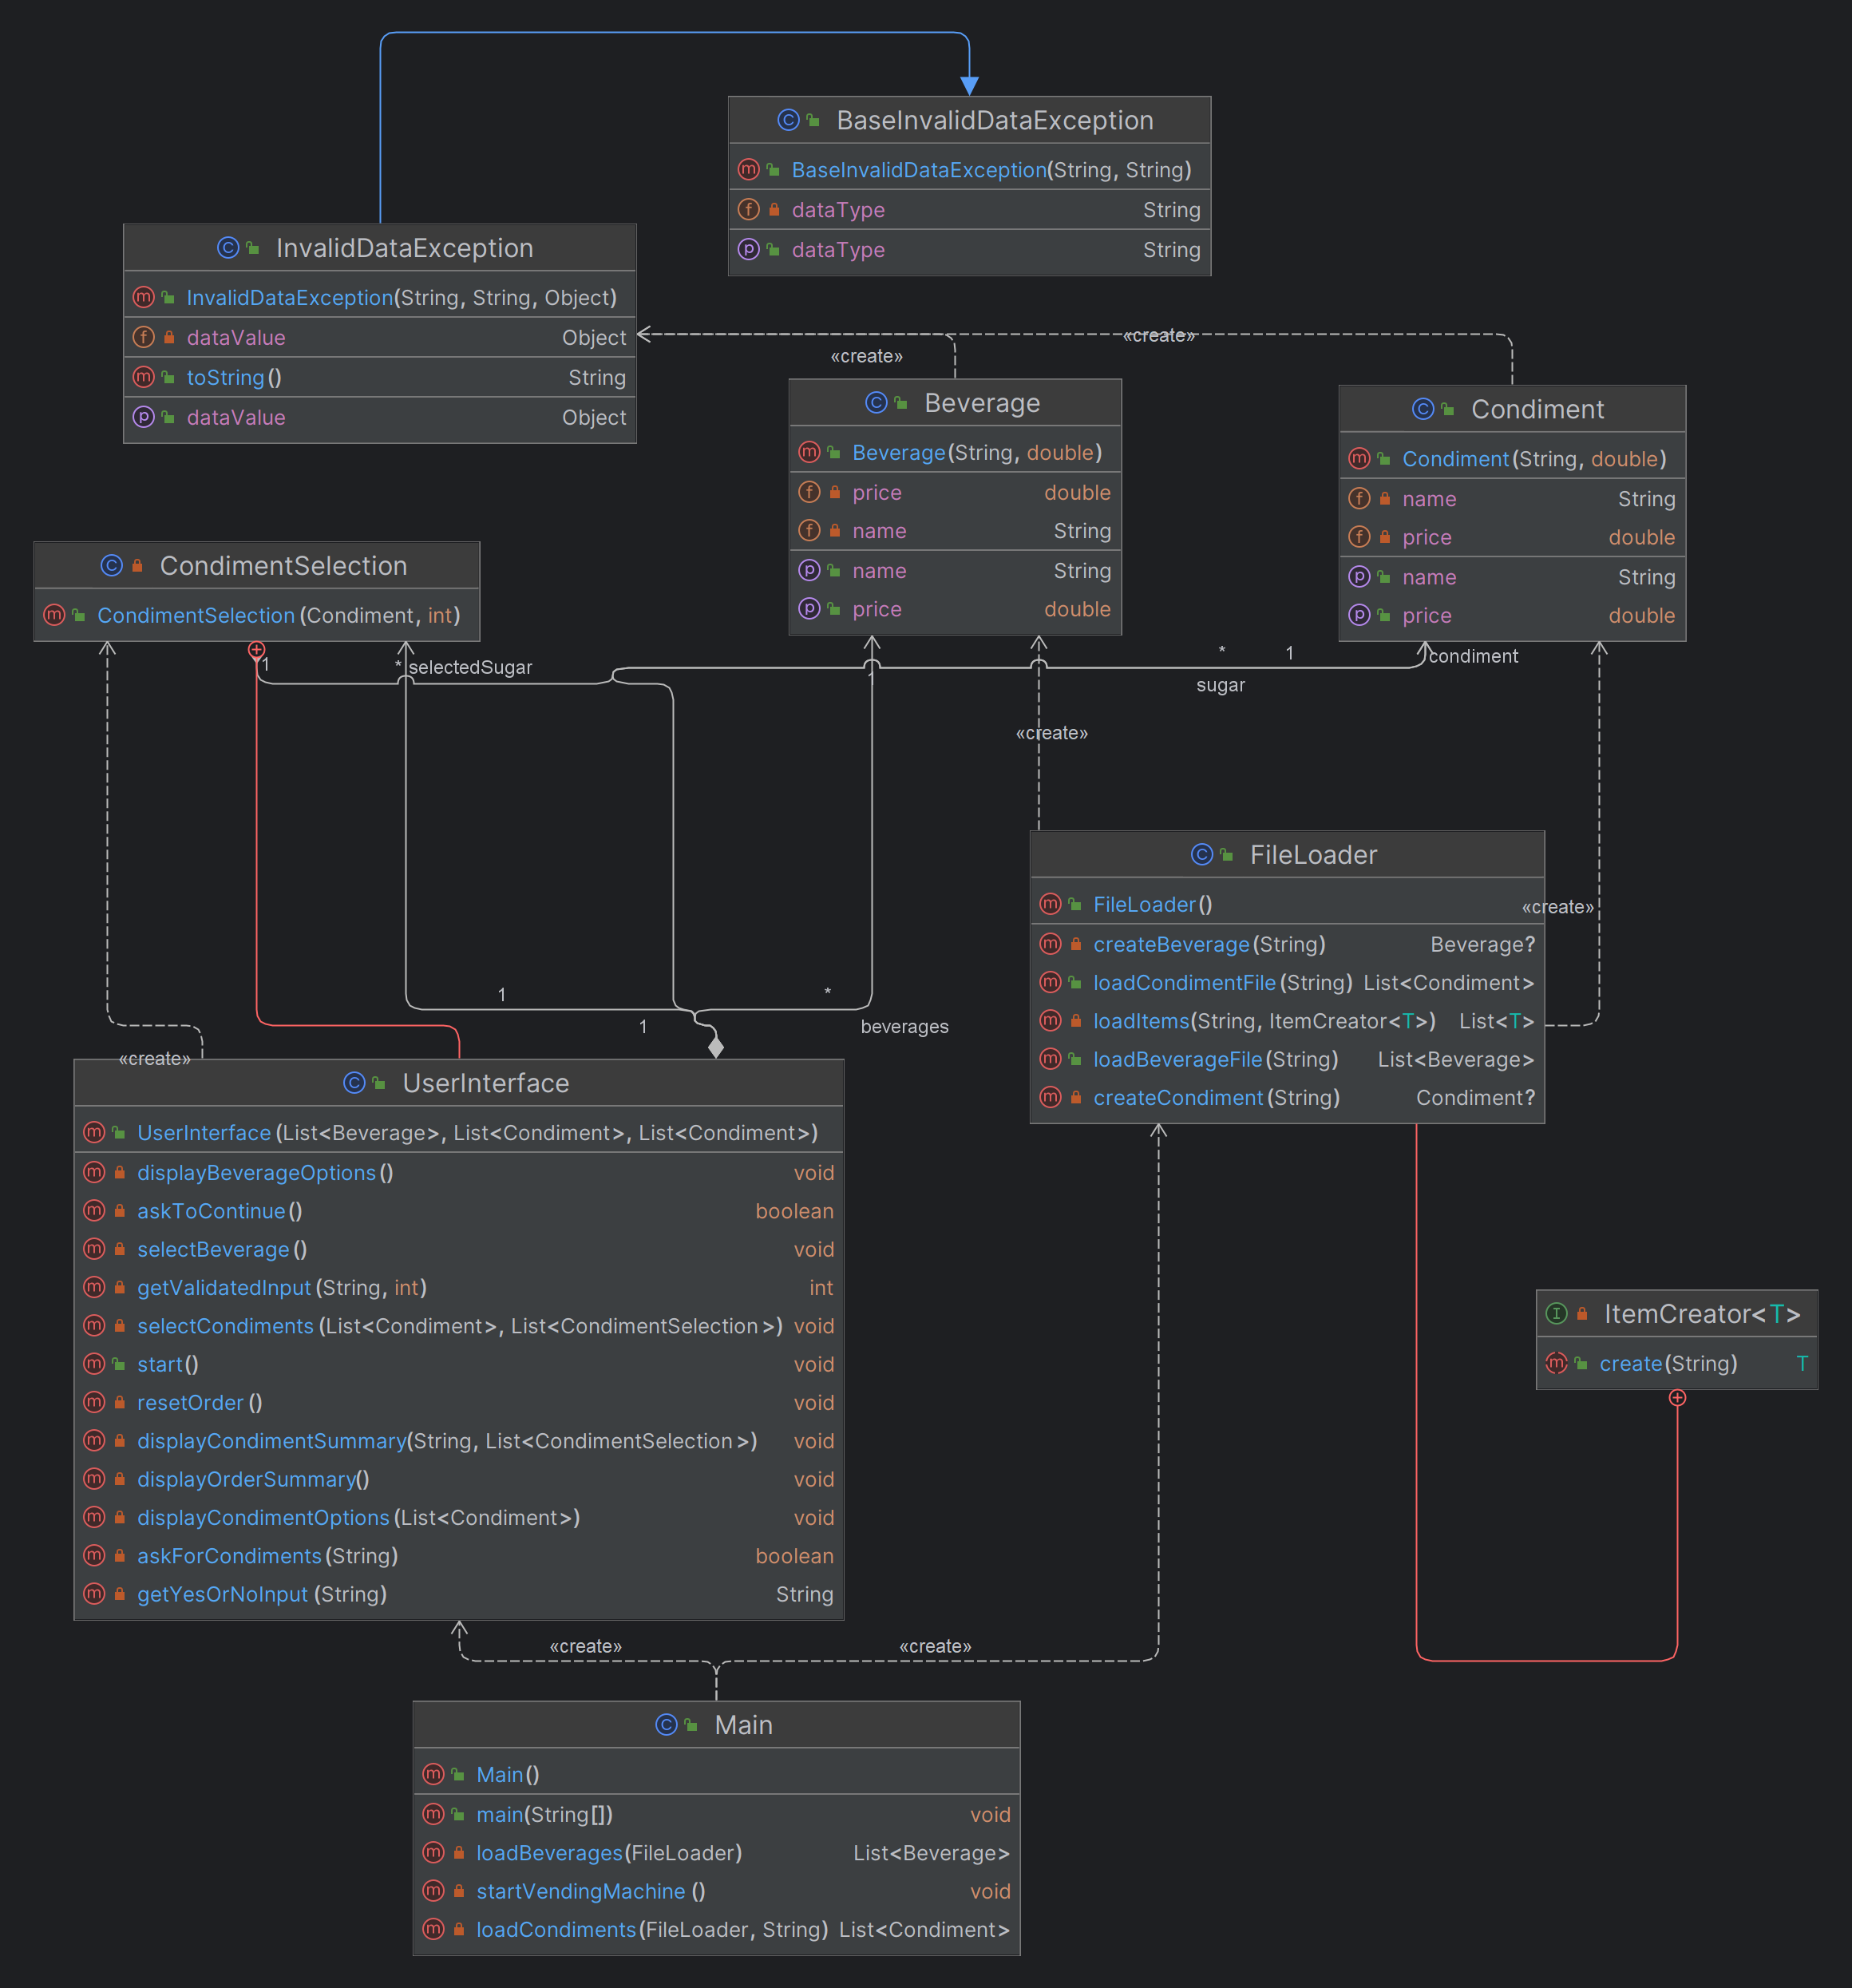 BaseInvalidDataException
BaseInvalidDataException(String, String)
dataType String
dataType String
InvalidDataException
InvalidDataException(String, String, Object)
dataValue Object
toString() String
dataValue Object
«create»
«create»
Beverage
Beverage(String, double)
price double
name String
name String
price double
Condiment
Condiment(String, double)
name String
price double
name String
price double
CondimentSelection
CondimentSelection(Condiment, int)
1
* selectedSugar
1
* 1
condiment
sugar
«create»
FileLoader
FileLoader()
createBeverage(String) Beverage?
loadCondimentFile(String) List<Condiment>
loadItems(String, ItemCreator<T>) List<T>
loadBeverageFile(String) List<Beverage>
createCondiment(String) Condiment?
«create»
1 *
1 beverages
«create»
UserInterface
UserInterface(List<Beverage>, List<Condiment>, List<Condiment>)
displayBeverageOptions() void
askToContinue() boolean
selectBeverage() void
getValidatedInput(String, int) int
selectCondiments(List<Condiment>, List<CondimentSelection>) void
start() void
resetOrder() void
displayCondimentSummary(String, List<CondimentSelection>) void
displayOrderSummary() void
displayCondimentOptions(List<Condiment>) void
askForCondiments(String) boolean
getYesOrNoInput(String) String
ItemCreator<T>
create(String) T
«create» «create»
Main
Main()
main(String[]) void
loadBeverages(FileLoader) List<Beverage>
startVendingMachine() void
loadCondiments(FileLoader, String) List<Condiment>